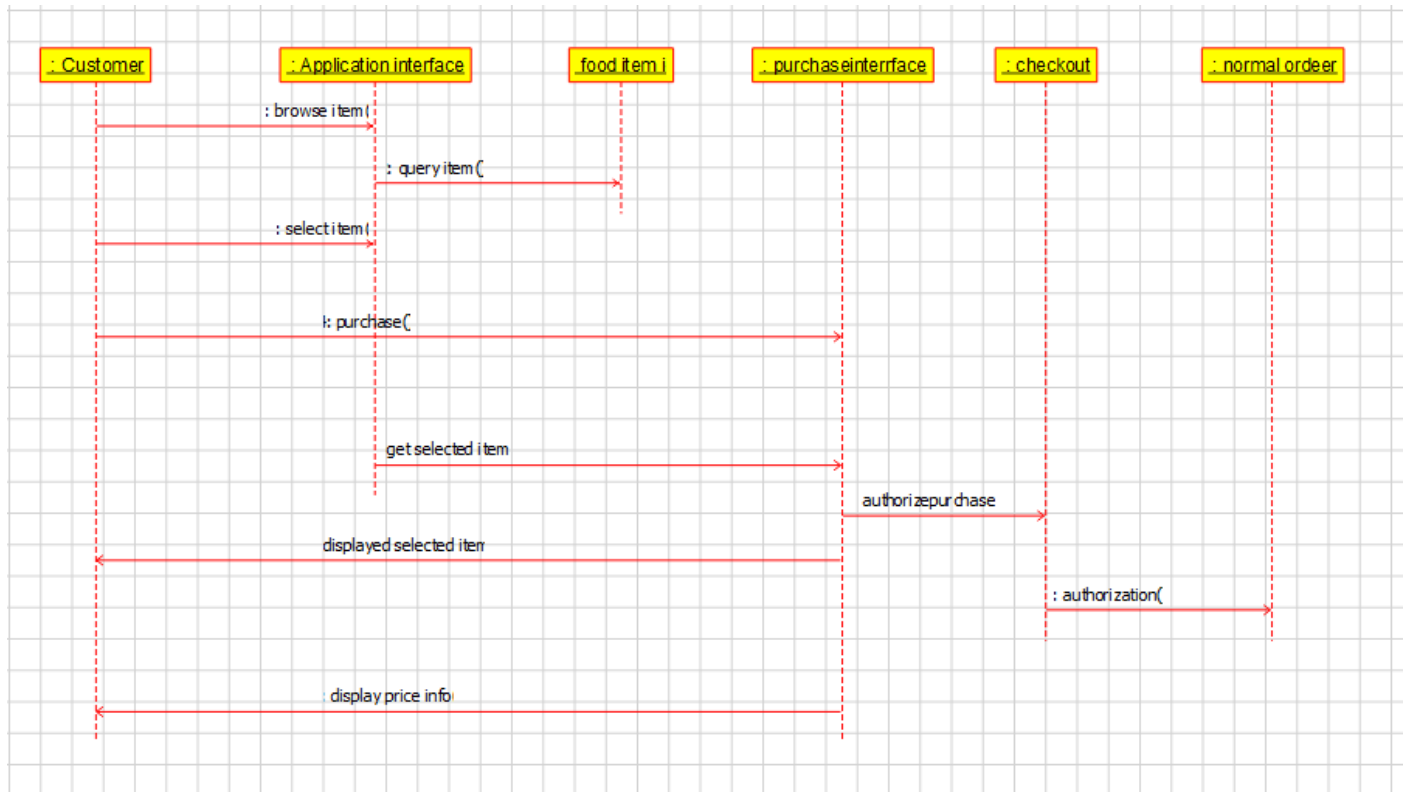 : Customer
: Application interface
food item i
: purchaseinterrface
: checkout
: normal ordeer
: browse item(
: query item(
: select item(
: purchase(
get selected item
authorizepurchase
displayed selected item
: authorization(
: display price info(